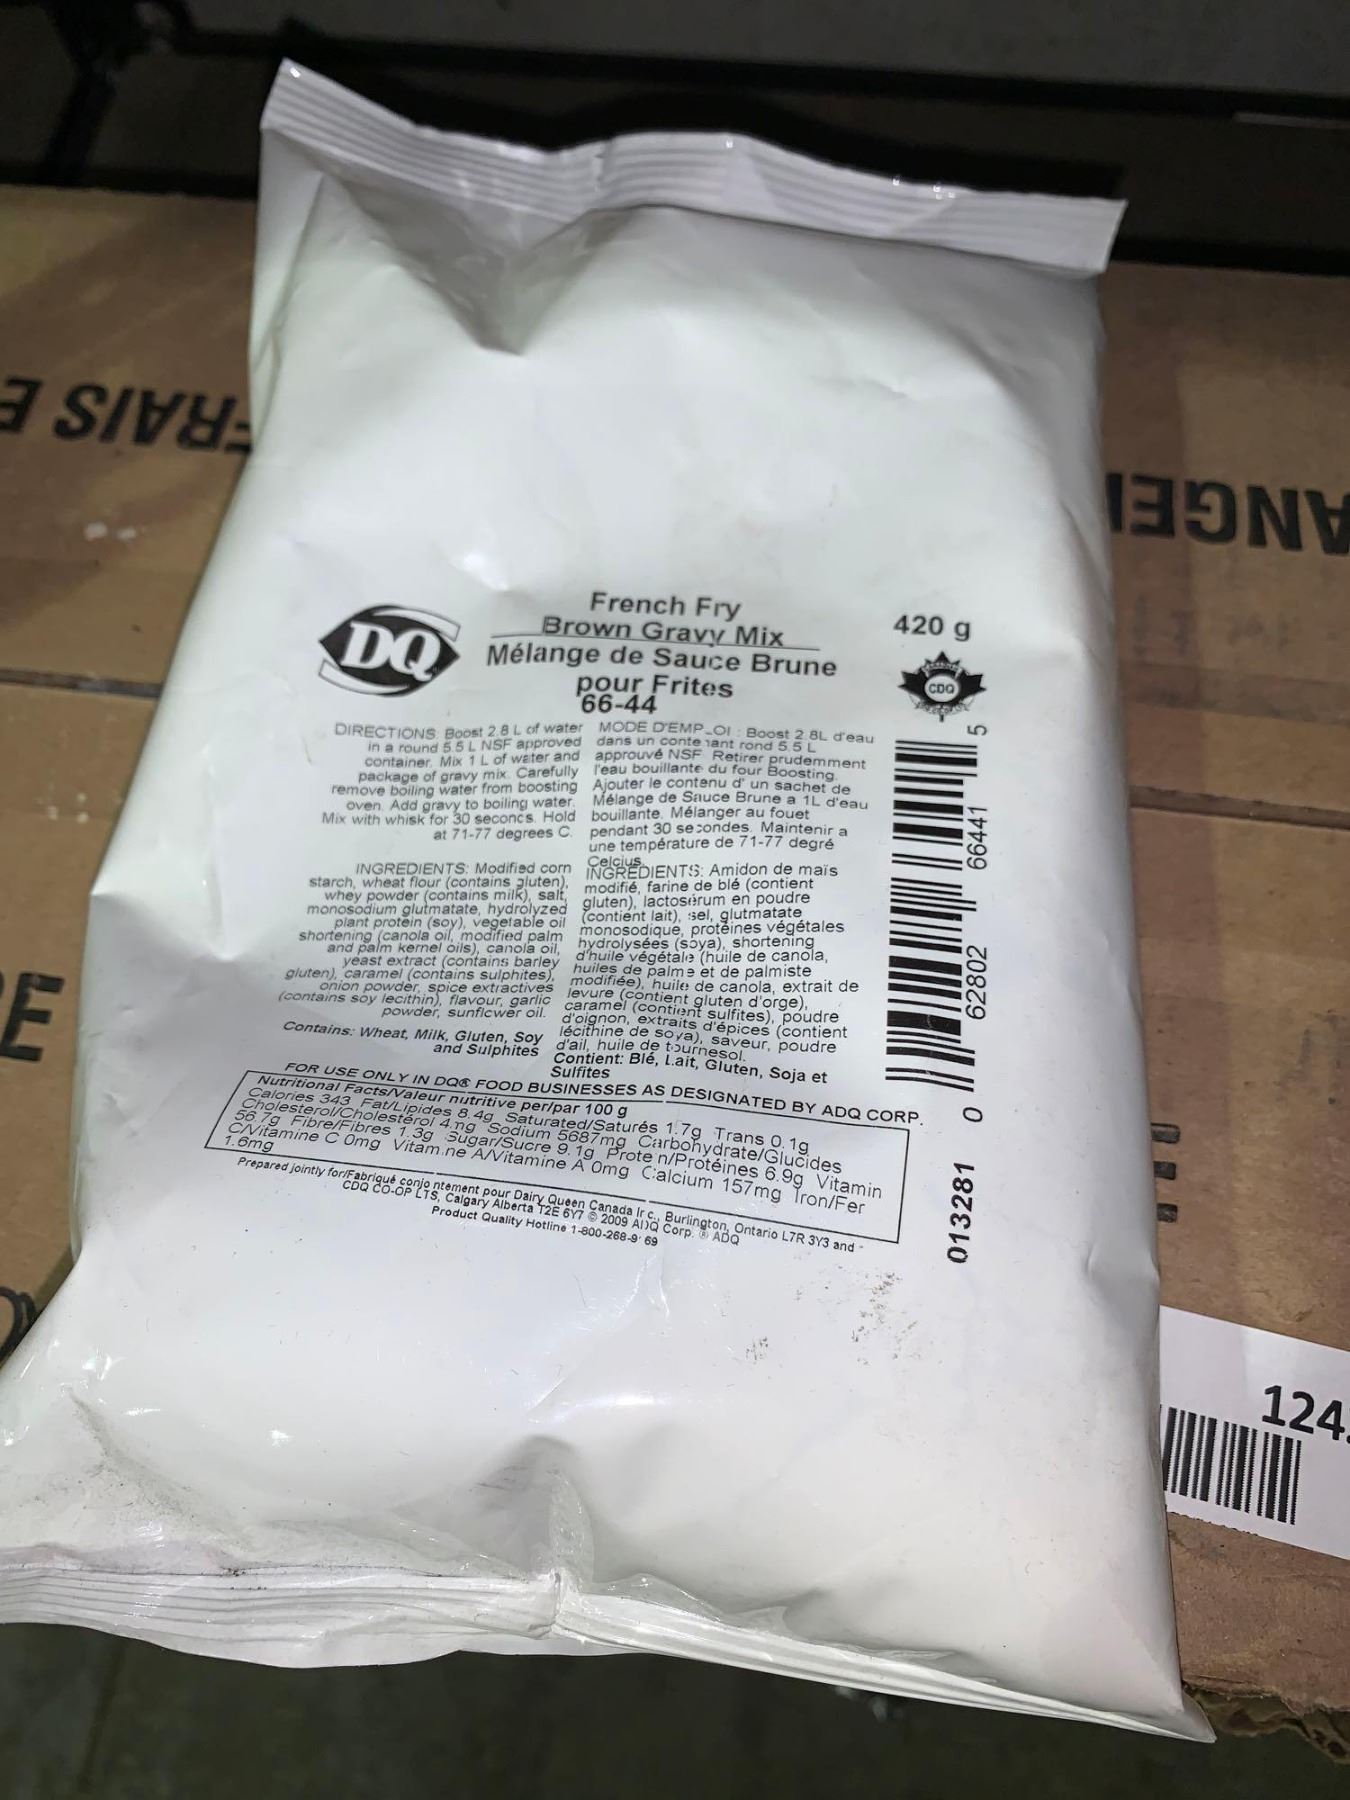 FRAIS E
ANGE
French Fry
Brown Gravy Mix
Mélange de Sauce Brune
pour Frites
66-44
DQ
420 g
CDQ
DIRECTIONS: Boost 2.8 L of water
in a round 5.5 L NSF approved
container. Mix 1 L of water and
package of gravy mix. Carefully
remove boiling water from boosting
oven. Add gravy to boiling water.
Mix with whisk for 30 seconds. Hold
at 71-77 degrees C.
MODE D'EMPLOI : Boost 2.8L d'eau
dans un contenant rond 5.5 L
approuvé NSF. Retirer prudemment
l'eau bouillante du four Boosting.
Ajouter le contenu d' un sachet de
Mélange de Sauce Brune a 1L d'eau
bouillante. Mélanger au fouet
pendant 30 secondes. Maintenir a
une température de 71-77 degré
Celcius.
INGREDIENTS: Modified corn
starch, wheat flour (contains gluten),
whey powder (contains milk), salt,
monosodium glutmatate, hydrolyzed
plant protein (soy), vegetable oil
shortening (canola oil, modified palm
and palm kernel oils), canola oil,
yeast extract (contains barley
gluten), caramel (contains sulphites),
onion powder, spice extractives
(contains soy lecithin), flavour, garlic
powder, sunflower oil.
Contains: Wheat, Milk, Gluten, Soy
and Sulphites
INGRÉDIENTS: Amidon de maïs
modifié, farine de blé (contient
gluten), lactosérum en poudre
(contient lait), sel, glutmatate
monosodique, protéines végétales
hydrolysées (soya), shortening
d'huile végétale (huile de canola,
huiles de palme et de palmiste
modifiée), huile de canola, extrait de
levure (contient gluten d'orge),
caramel (contient sulfites), poudre
d'oignon, extraits d'épices (contient
lécithine de soya), saveur, poudre
d'ail, huile de tournesol.
Contient: Blé, Lait, Gluten, Soja et
Sulfites
FOR USE ONLY IN DQ® FOOD BUSINESSES AS DESIGNATED BY ADQ CORP.
Nutritional Facts/Valeur nutritive per/par 100 g
Calories 343 Fat/Lipides 8.4g Saturated/Saturés 1.7g Trans 0.1g
Cholesterol/Cholestérol 4mg Sodium 5687mg Carbohydrate/Glucides
56.7g Fibre/Fibres 1.3g Sugar/Sucre 9.1g Protein/Protéines 6.9g Vitamin
C/Vitamine C 0mg Vitamine A/Vitamine A 0mg Calcium 157mg Iron/Fer
1.6mg
Prepared jointly for/Fabriqué conjointement pour Dairy Queen Canada Inc., Burlington, Ontario L7R 3Y3 and
CDQ CO-OP LTS, Calgary Alberta T2E 6Y7 © 2009 ADQ Corp. ® ADQ
Product Quality Hotline 1-800-268-9 69
0 62802 66441 5
013281
124